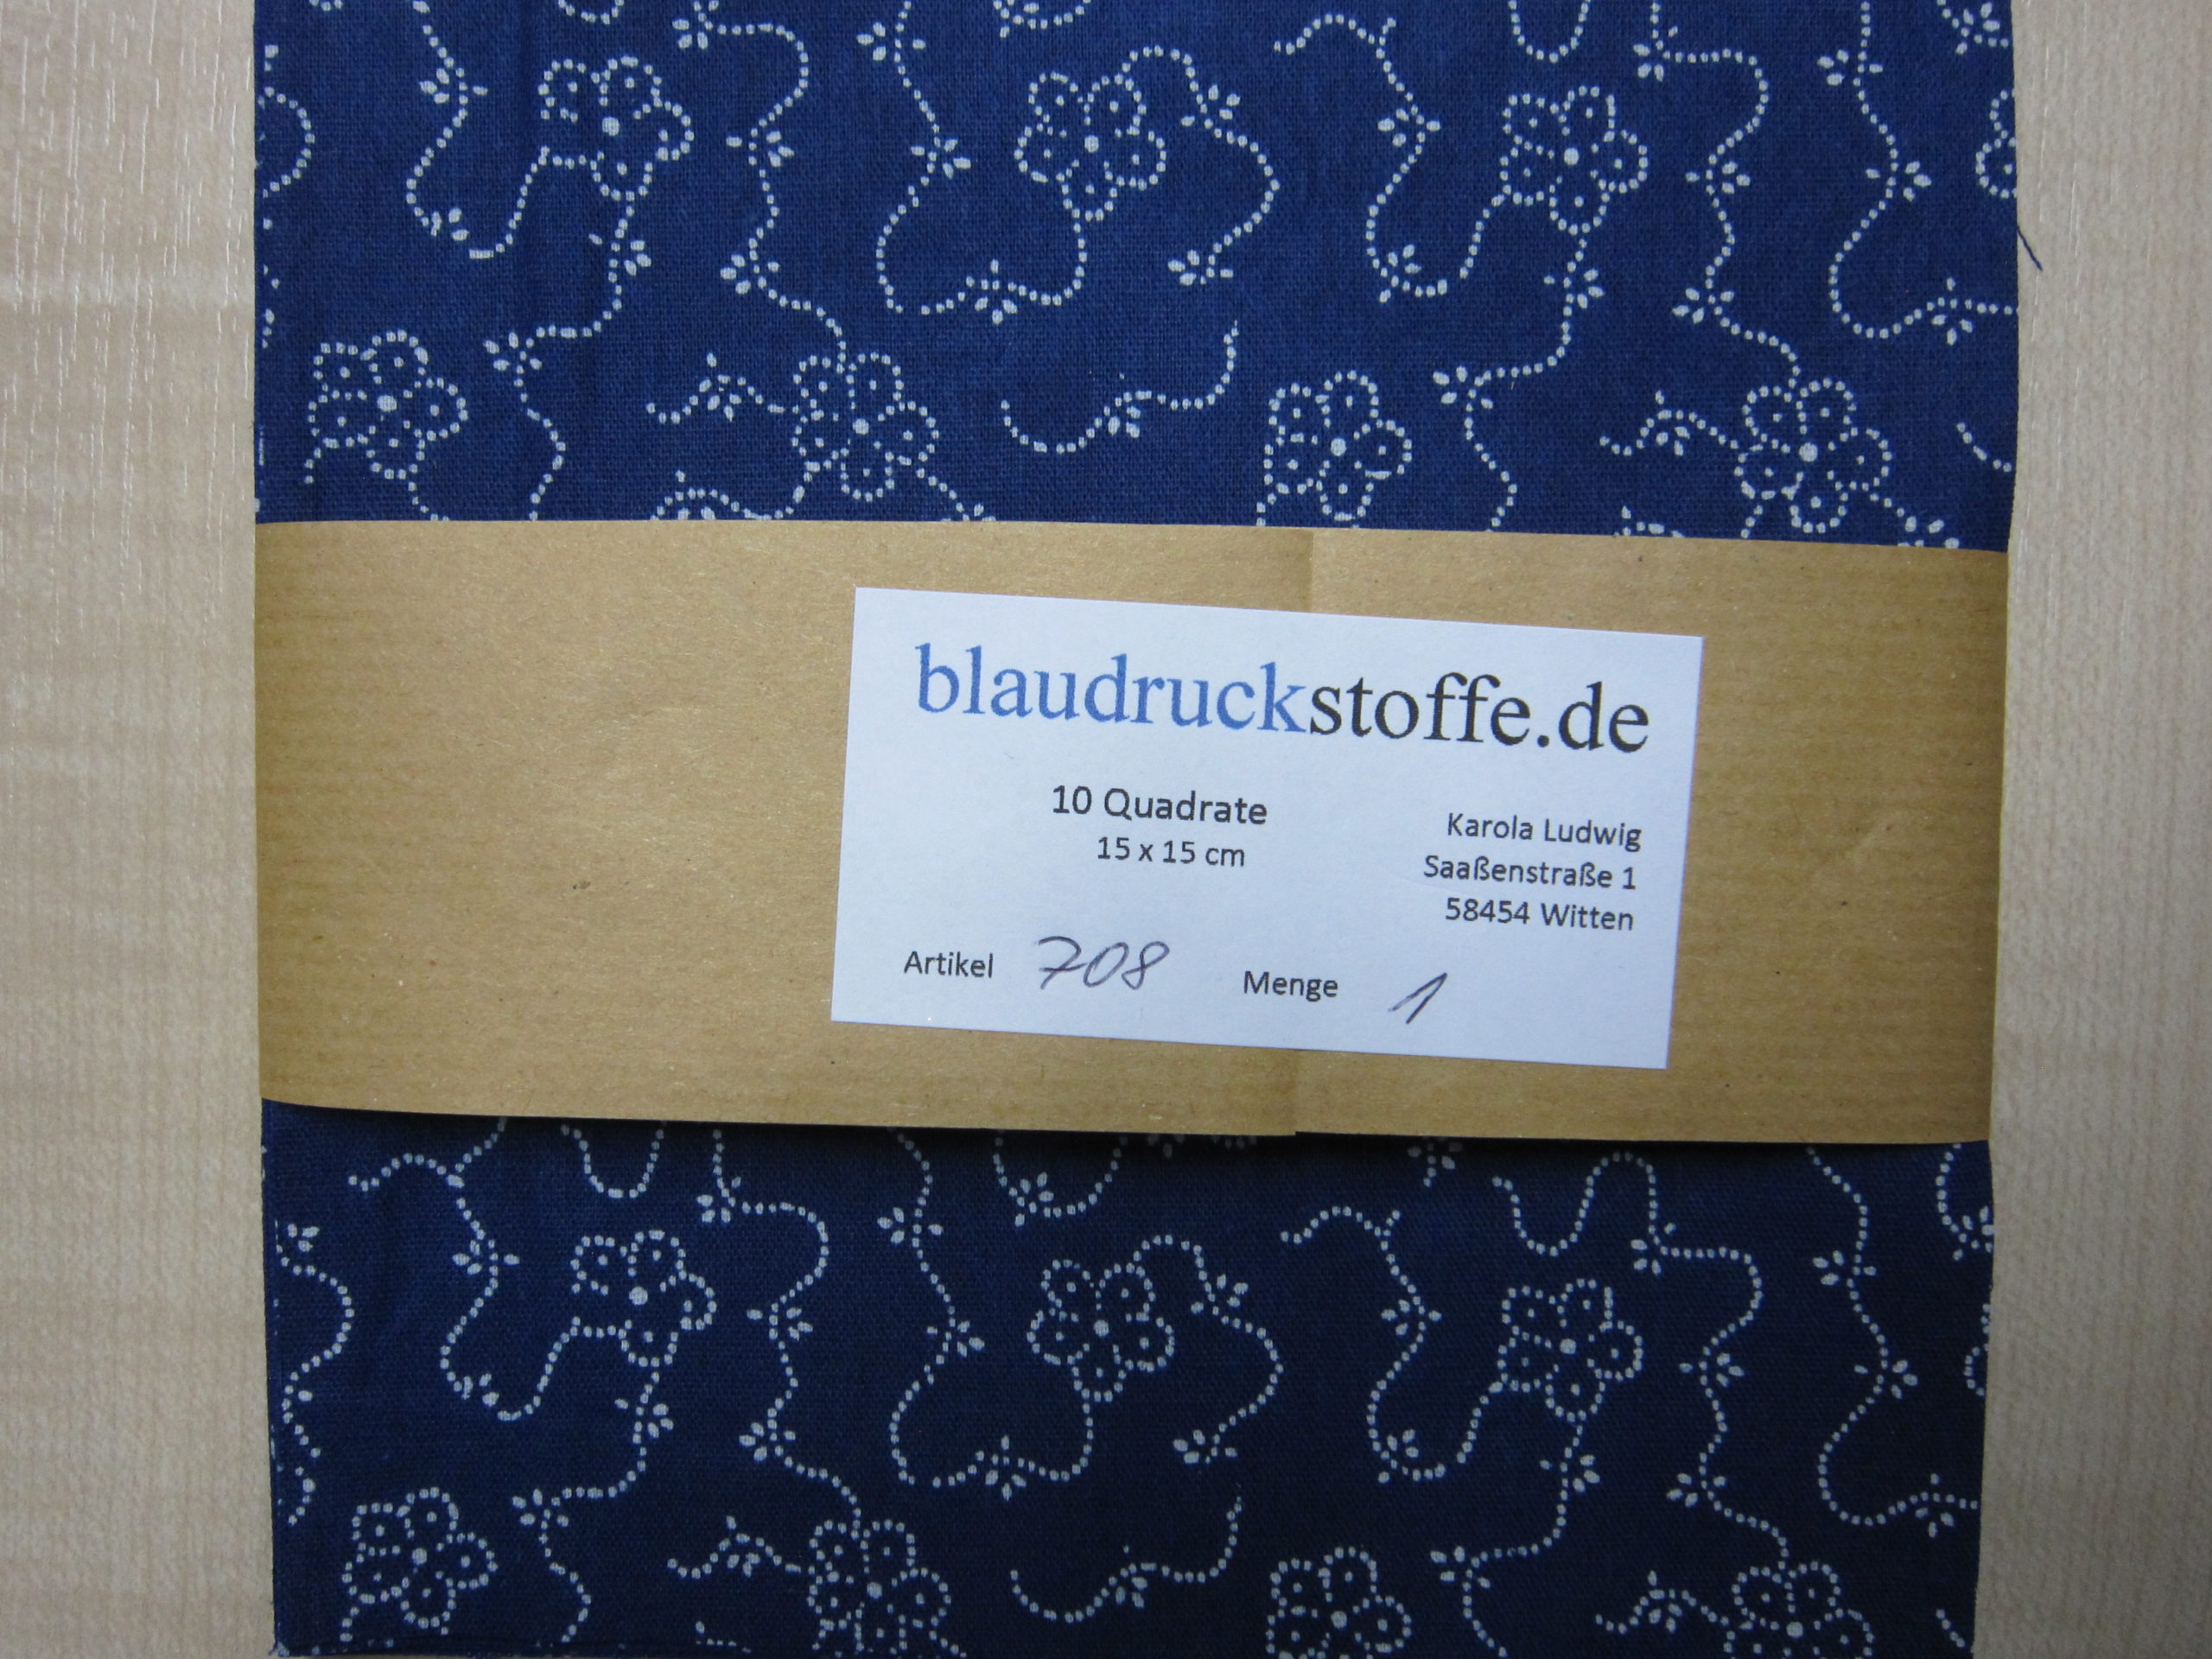 blaudruckstoffe.de
10 Quadrate
15 x 15 cm
Karola Ludwig
Saaßenstraße 1
58454 Witten
Artikel 708 Menge 1